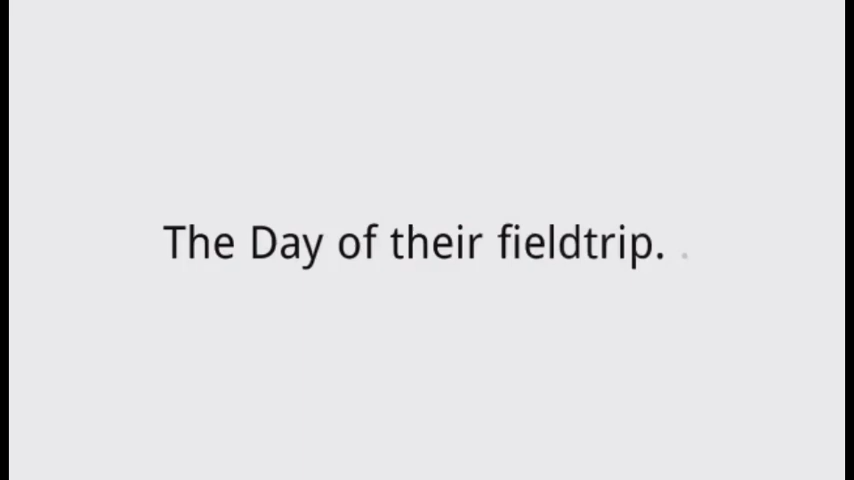 The Day of their fieldtrip. .